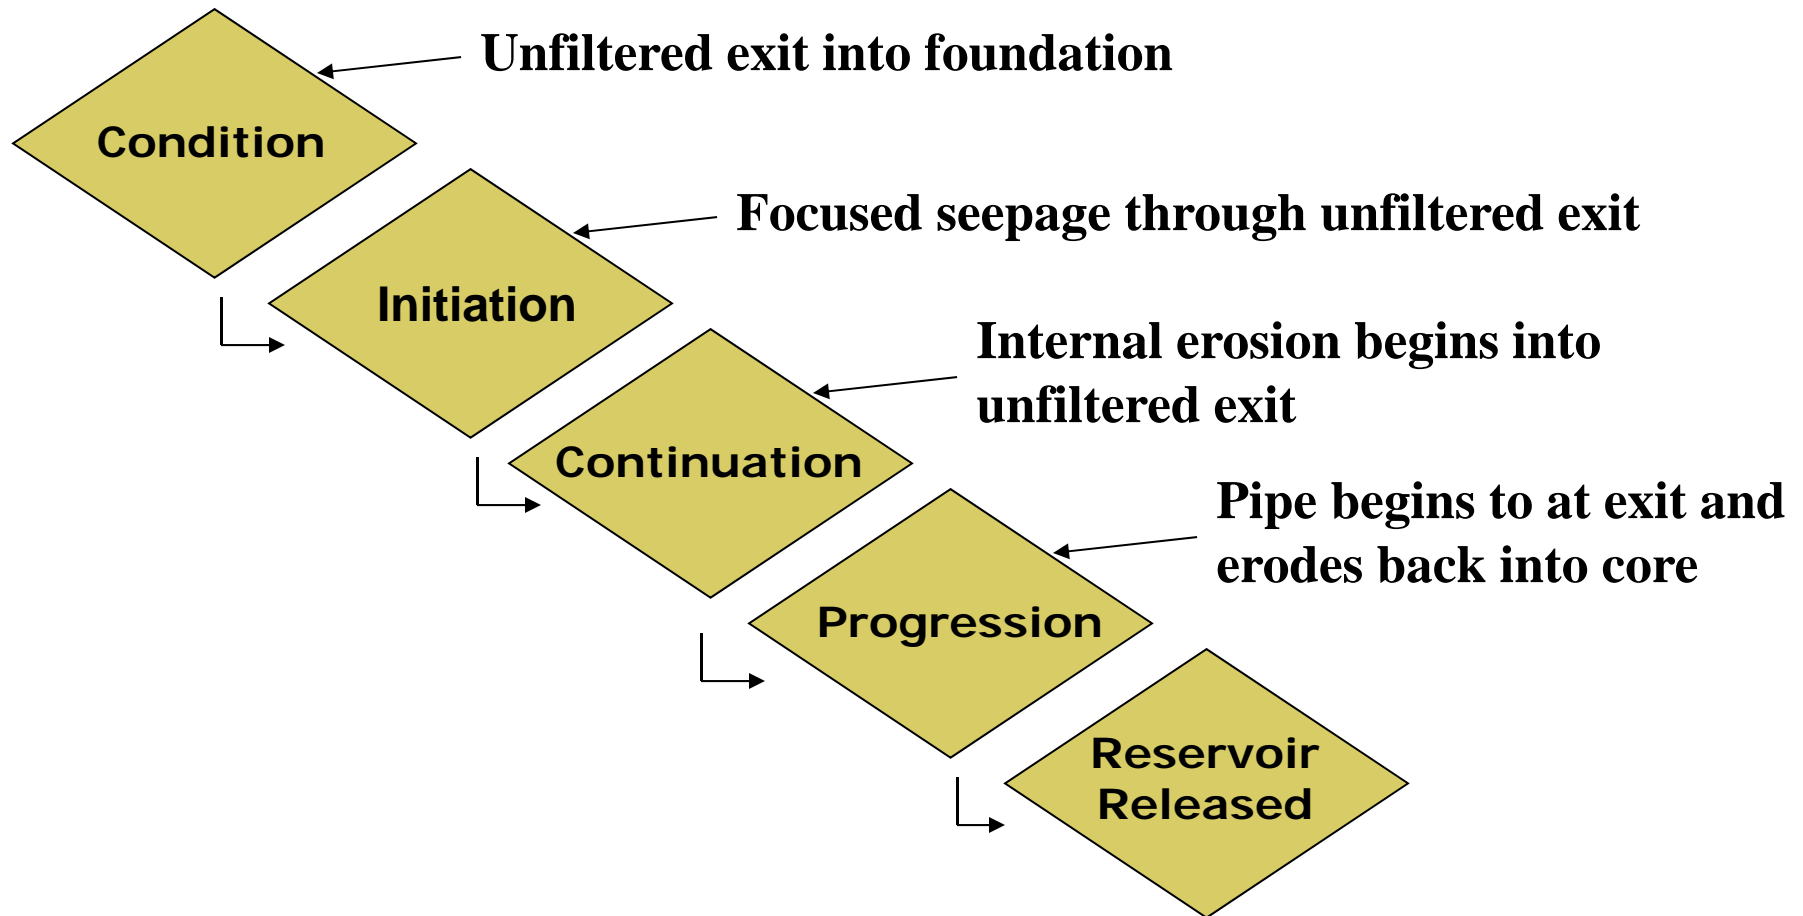 Unfiltered exit into foundation
Condition
Focused seepage through unfiltered exit
Initiation
Internal erosion begins into
unfiltered exit
Continuation
Pipe begins to at exit and
erodes back into core
Progression
Reservoir
Released